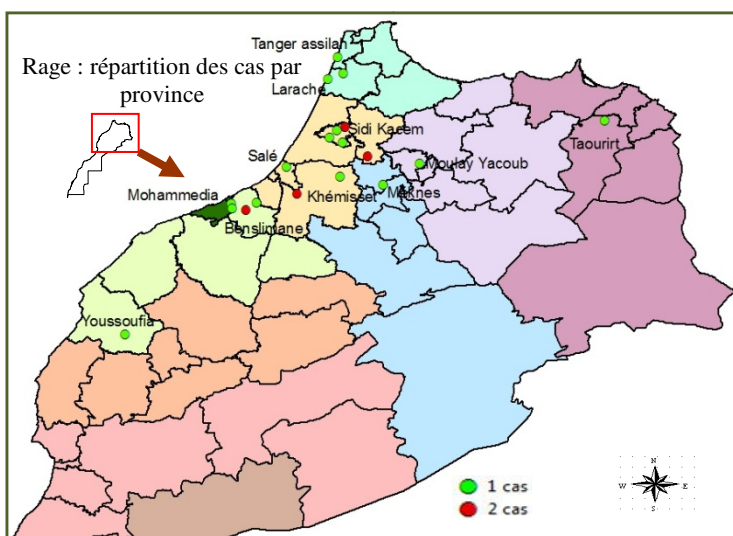 Tanger assilah
Rage : répartition des cas par
province
Larache
Sidi Kacem
Salé
Moulay Yacoub
Taourirt
Mohammedia
Khémisset
Méknes
Benslimane
Youssoufia
1 cas
2 cas
N
W
E
S